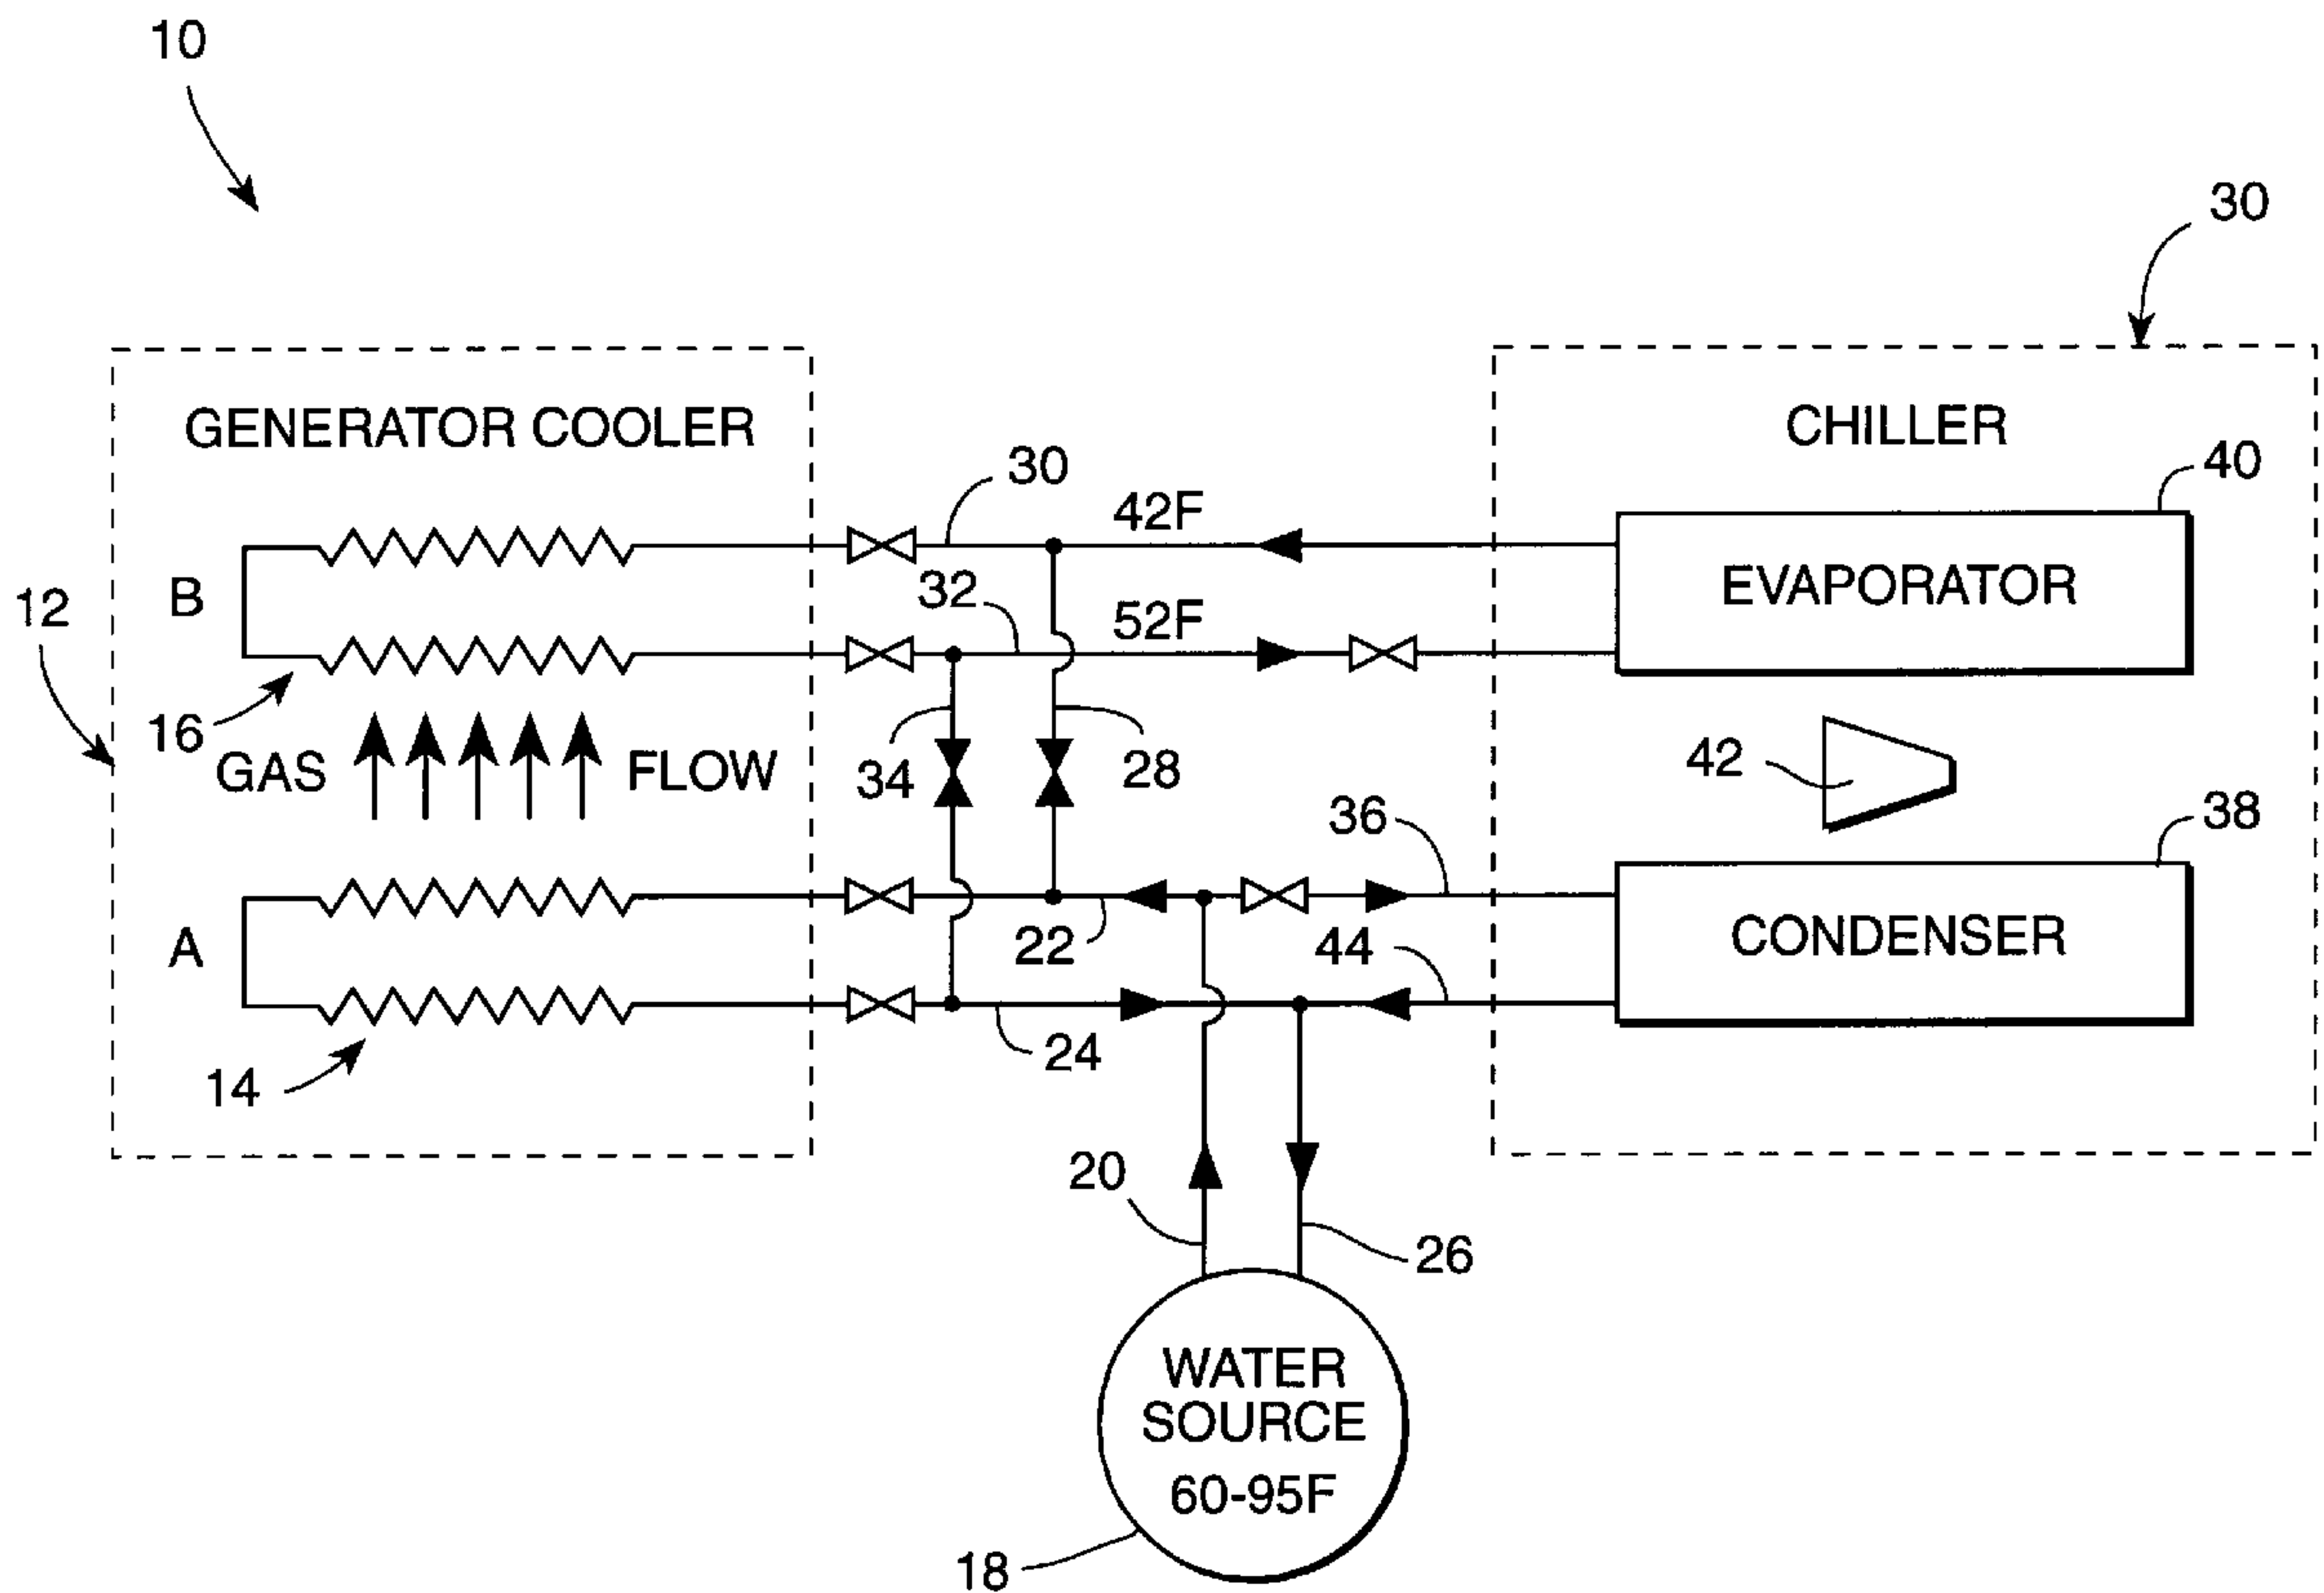 10
30
GENERATOR COOLER
CHILLER
30
42F
40
EVAPORATOR
B
12
32
52F
16
GAS
FLOW
34
28
42
36
38
A
22
44
CONDENSER
24
14
20
26
WATER
SOURCE
60-95F
18